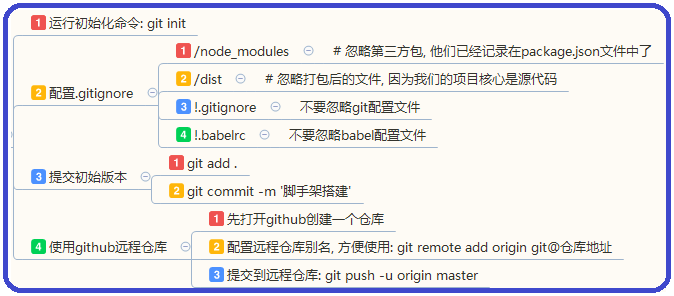 1 运行初始化命令: git init
2 配置.gitignore
1 /node_modules # 忽略第三方包, 他们已经记录在package.json文件中了
2 /dist # 忽略打包后的文件, 因为我们的项目核心是源代码
3 !.gitignore 不要忽略git配置文件
4 !.babelrc 不要忽略babel配置文件
3 提交初始版本
1 git add .
2 git commit -m '脚手架搭建'
4 使用github远程仓库
1 先打开github创建一个仓库
2 配置远程仓库别名, 方便使用: git remote add origin git@仓库地址
3 提交到远程仓库: git push -u origin master